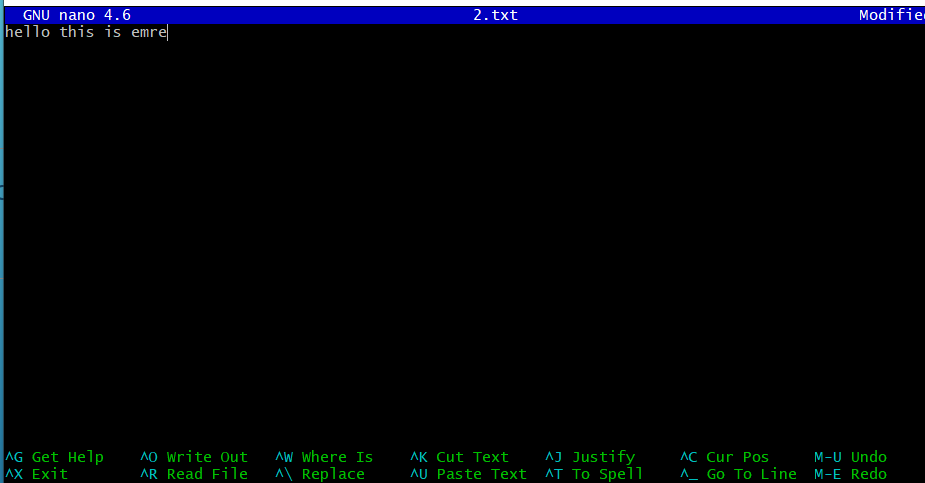 GNU nano 4.6 2.txt Modified
hello this is emre
^G Get Help ^O Write Out ^W Where Is ^K Cut Text ^J Justify ^C Cur Pos M-U Undo
^X Exit ^R Read File ^\ Replace ^U Paste Text ^T To Spell ^_ Go To Line M-E Redo